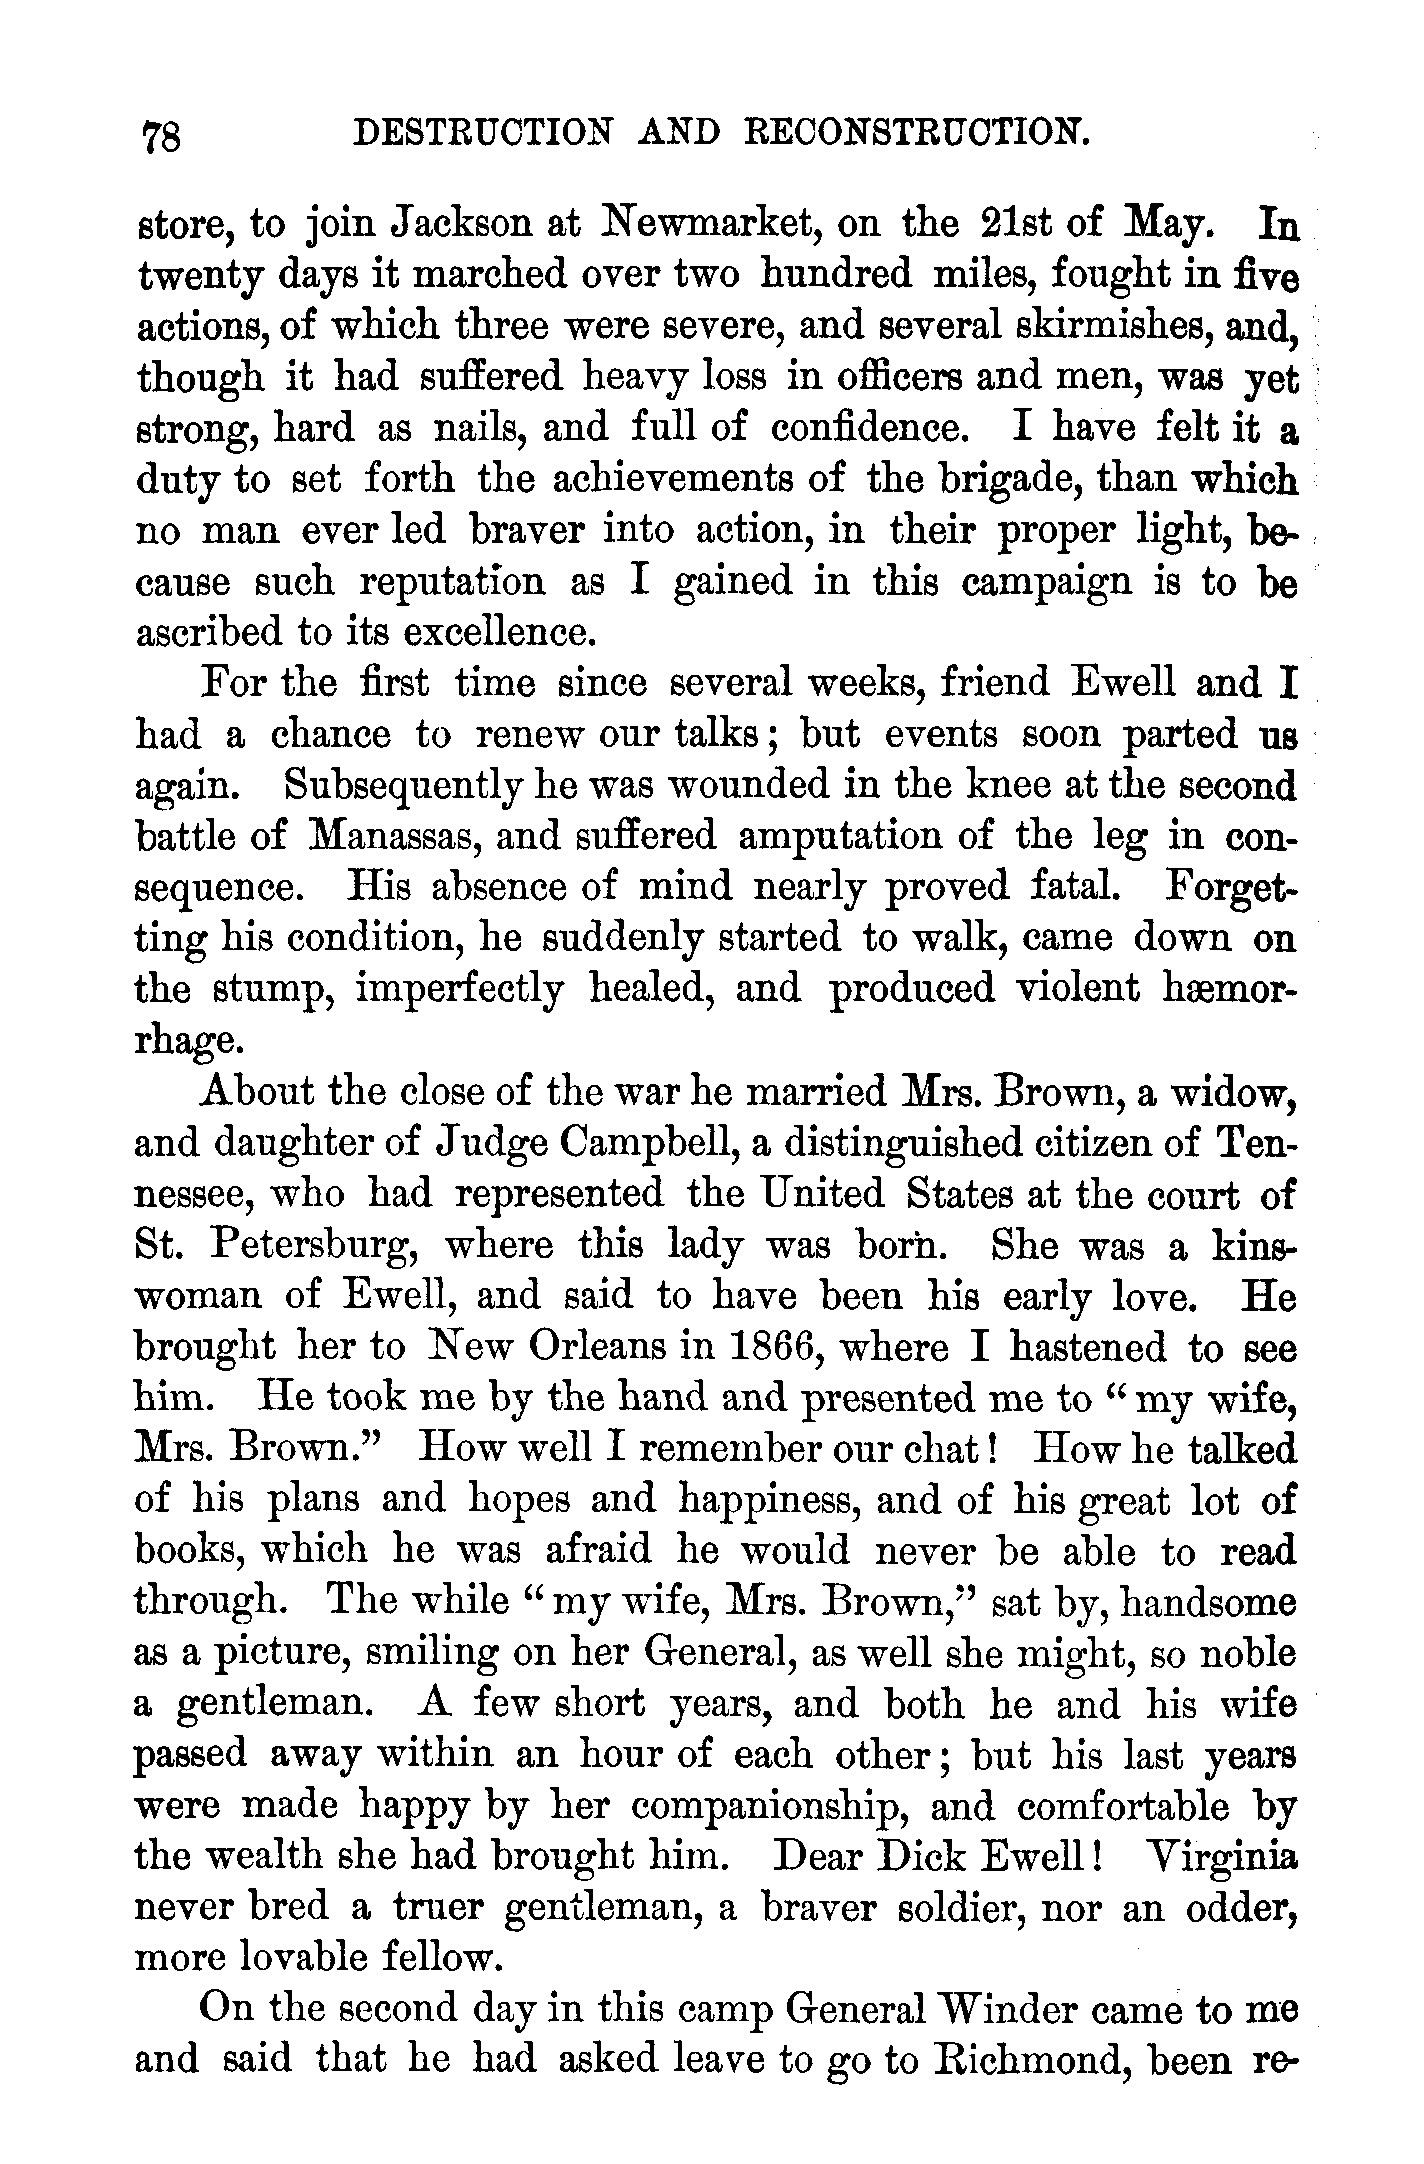 78 DESTRUCTION AND RECONSTRUCTION.
store, to join Jackson at Newmarket, on the 21st of May. In
twenty days it marched over two hundred miles, fought in five
actions, of which three were severe, and several skirmishes, and,
though it had suffered heavy loss in officers and men, was yet
strong, hard as nails, and full of confidence. I have felt it a
duty to set forth the achievements of the brigade, than which
no man ever led braver into action, in their proper light, be-
cause such reputation as I gained in this campaign is to be
ascribed to its excellence.
For the first time since several weeks, friend Ewell and I
had a chance to renew our talks; but events soon parted us
again. Subsequently he was wounded in the knee at the second
battle of Manassas, and suffered amputation of the leg in con-
sequence. His absence of mind nearly proved fatal. Forget-
ting his condition, he suddenly started to walk, came down on
the stump, imperfectly healed, and produced violent hæmor-
rhage.
About the close of the war he married Mrs. Brown, a widow,
and daughter of Judge Campbell, a distinguished citizen of Ten-
nessee, who had represented the United States at the court of
St. Petersburg, where this lady was born. She was a kins-
woman of Ewell, and said to have been his early love. He
brought her to New Orleans in 1866, where I hastened to see
him. He took me by the hand and presented me to "my wife,
Mrs. Brown." How well I remember our chat! How he talked
of his plans and hopes and happiness, and of his great lot of
books, which he was afraid he would never be able to read
through. The while "my wife, Mrs. Brown," sat by, handsome
as a picture, smiling on her General, as well she might, so noble
a gentleman. A few short years, and both he and his wife
passed away within an hour of each other; but his last years
were made happy by her companionship, and comfortable by
the wealth she had brought him. Dear Dick Ewell! Virginia
never bred a truer gentleman, a braver soldier, nor an odder,
more lovable fellow.
On the second day in this camp General Winder came to me
and said that he had asked leave to go to Richmond, been re-